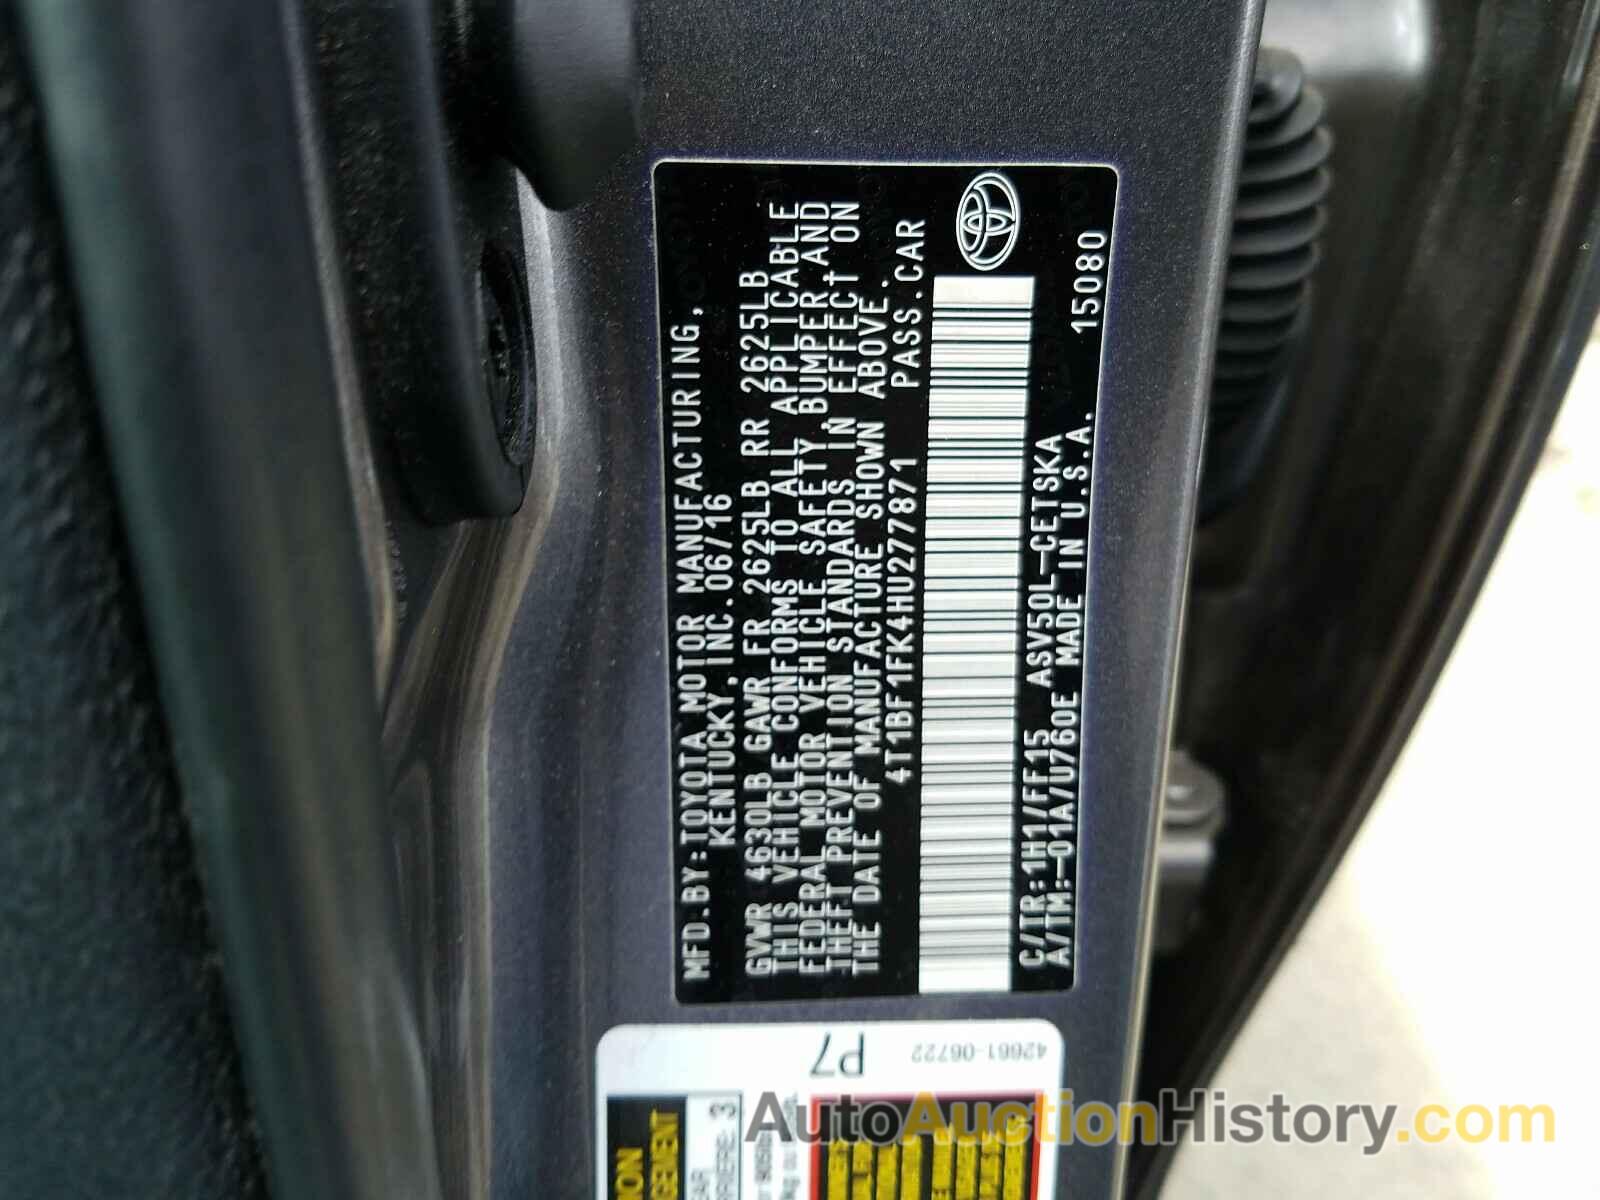 MFD.BY:TOYOTA MOTOR MANUFACTURING,
KENTUCKY,INC. 06/16
GVWR 4630LB GAWR FR 2625LB RR 2625LB
THIS VEHICLE CONFORMS TO ALL APPLICABLE
FEDERAL MOTOR VEHICLE SAFETY,BUMPER,AND
THEFT PREVENTION STANDARDS IN EFFECT ON
THE DATE OF MANUFACTURE SHOWN ABOVE.
4T1BF1FK4HU277871 PASS.CAR
C/TR:1H1/FF15 ASV50L-CETSKA 15080
A/TM:-01A/U760E MADE IN U.S.A.
P7
42661-06722
3
AutoAuctionHistory.com